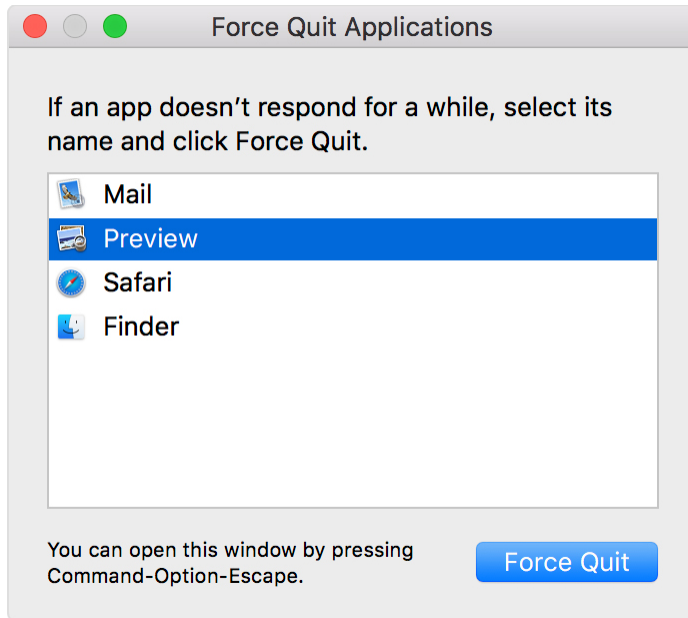 Force Quit Applications
If an app doesn’t respond for a while, select its
name and click Force Quit.
Mail
Preview
Safari
Finder
You can open this window by pressing
Command-Option-Escape.
Force Quit